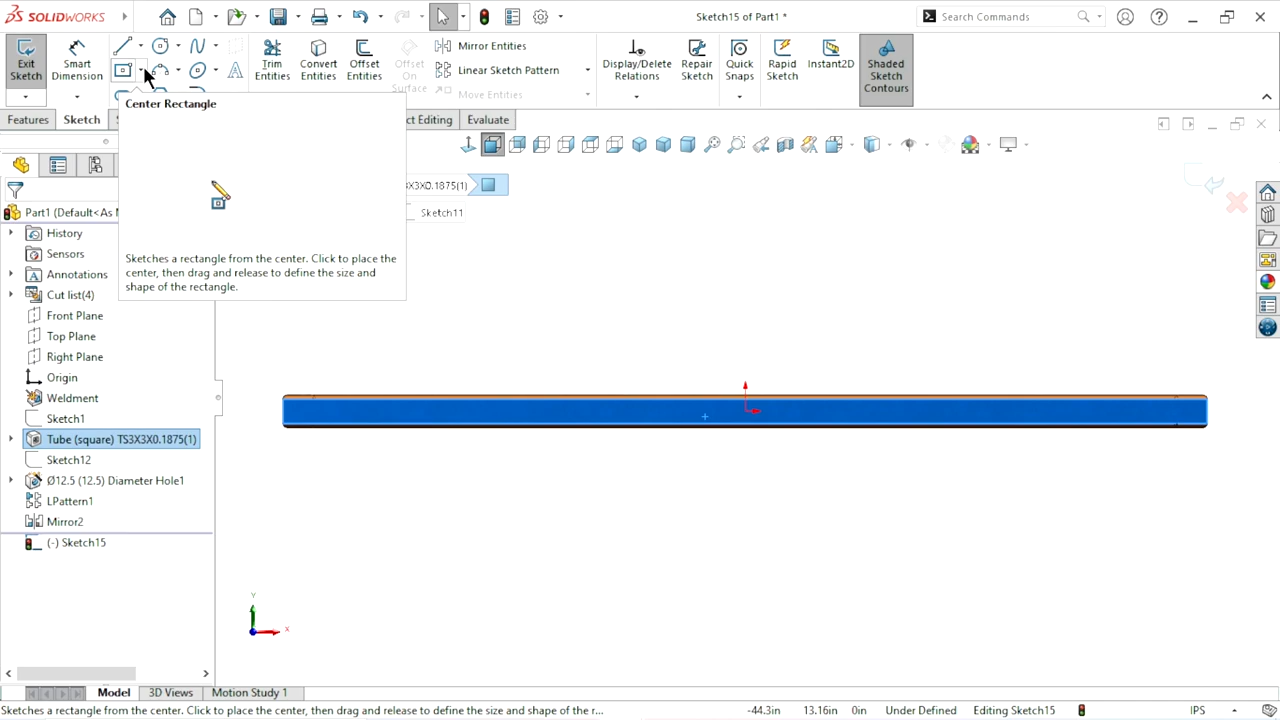 SOLIDWORKS
Sketch15 of Part1 *
Search Commands
Exit Sketch
Smart Dimension
Trim Entities
Convert Entities
Offset Entities
Offset On Surface
Mirror Entities
Linear Sketch Pattern
Move Entities
Display/Delete Relations
Repair Sketch
Quick Snaps
Rapid Sketch
Instant2D
Shaded Sketch Contours
Features
Sketch
ct Editing
Evaluate
Center Rectangle
Sketches a rectangle from the center. Click to place the
center, then drag and release to define the size and
shape of the rectangle.
3X3X0.1875(1)
Sketch11
Part1 (Default<As M
History
Sensors
Annotations
Cut list(4)
Front Plane
Top Plane
Right Plane
Origin
Weldment
Sketch1
Tube (square) TS3X3X0.1875(1)
Sketch12
Ø12.5 (12.5) Diameter Hole1
LPattern1
Mirror2
(-) Sketch15
Y
X
Model
3D Views
Motion Study 1
Sketches a rectangle from the center. Click to place the center, then drag and release to define the size and shape of the r...
-44.3in
13.16in
0in
Under Defined
Editing Sketch15
IPS